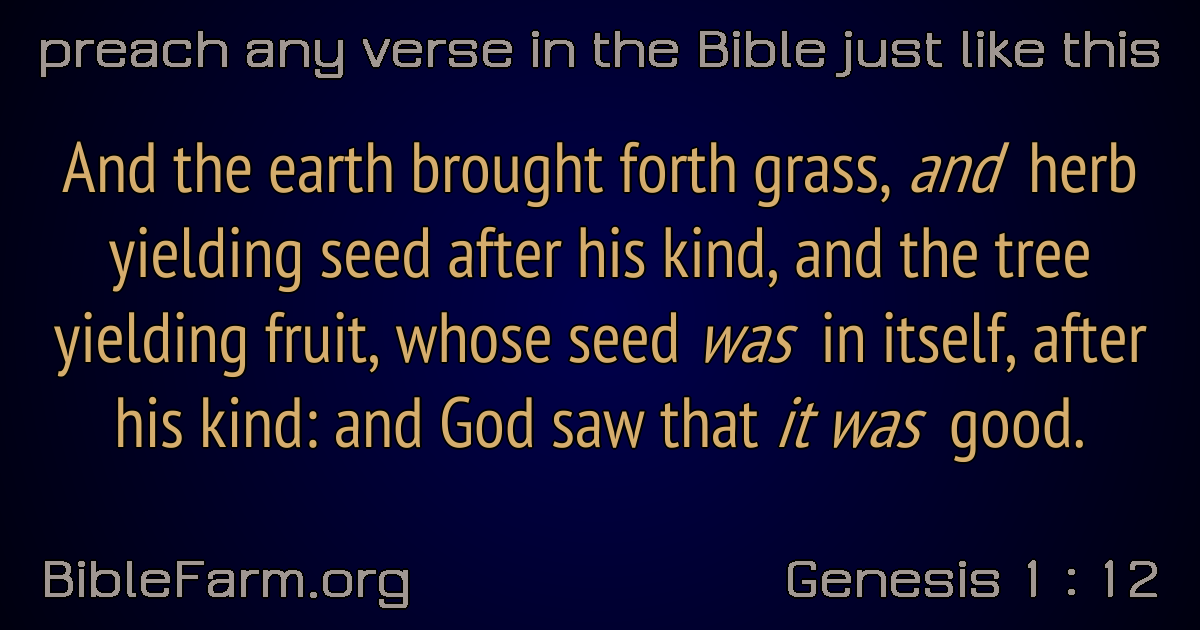 preach any verse in the Bible just like this
And the earth brought forth grass, and herb
yielding seed after his kind, and the tree
yielding fruit, whose seed was in itself, after
his kind: and God saw that it was good.
BibleFarm.org
Genesis 1 : 12